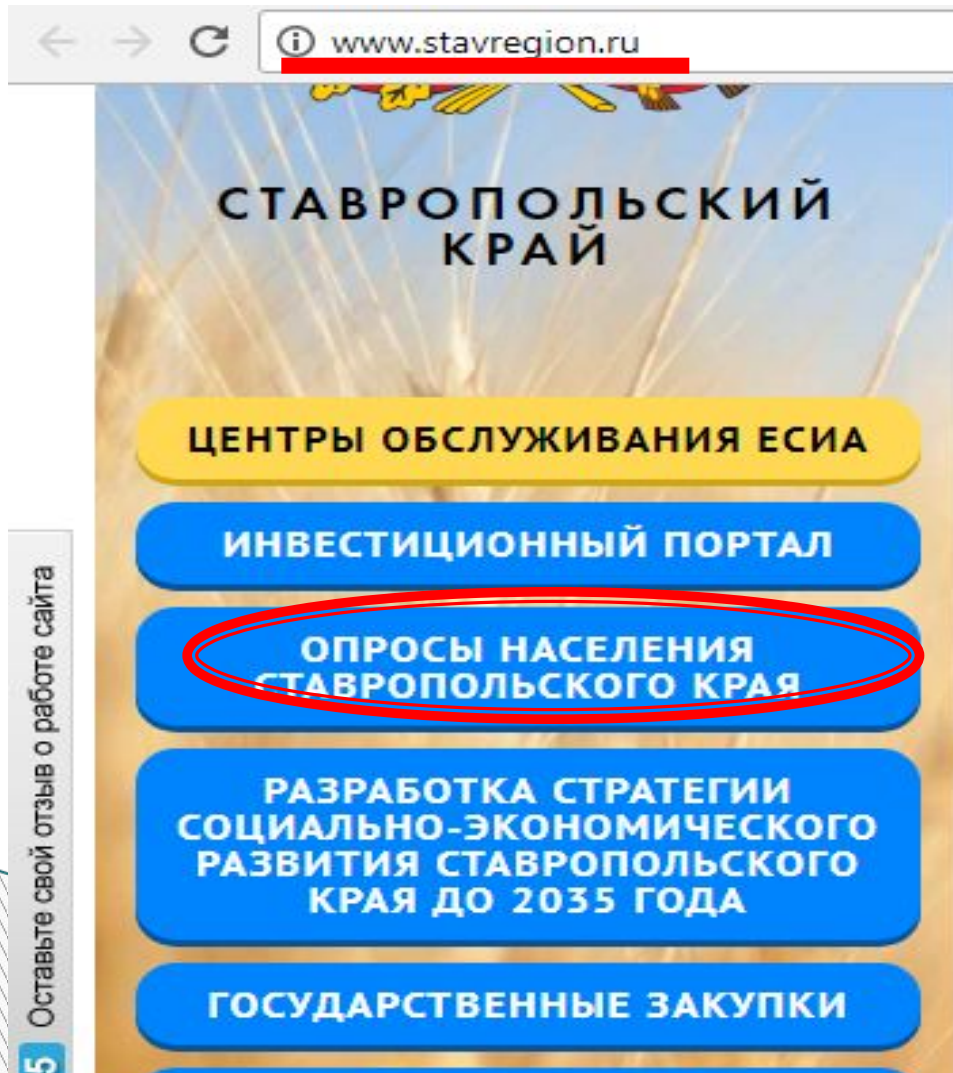 www.stavregion.ru
СТАВРОПОЛЬСКИЙ
КРАЙ
ЦЕНТРЫ ОБСЛУЖИВАНИЯ ЕСИА
ИНВЕСТИЦИОННЫЙ ПОРТАЛ
ОПРОСЫ НАСЕЛЕНИЯ
СТАВРОПОЛЬСКОГО КРАЯ
РАЗРАБОТКА СТРАТЕГИИ
СОЦИАЛЬНО-ЭКОНОМИЧЕСКОГО
РАЗВИТИЯ СТАВРОПОЛЬСКОГО
КРАЯ ДО 2035 ГОДА
ГОСУДАРСТВЕННЫЕ ЗАКУПКИ
5 Оставьте свой отзыв о работе сайта